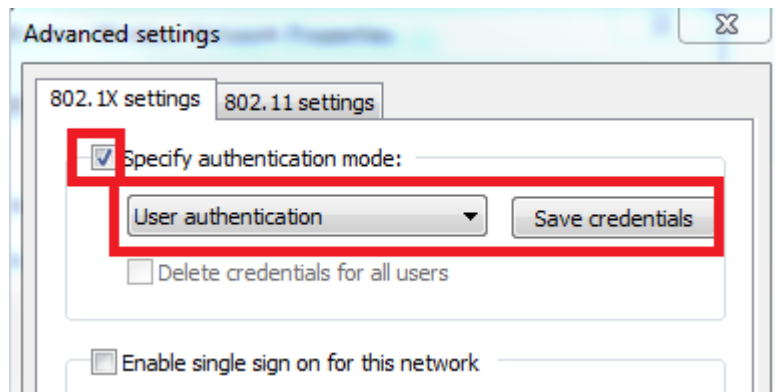 Advanced settings
802.1X settings 802.11 settings
Specify authentication mode:
User authentication Save credentials
Delete credentials for all users
Enable single sign on for this network